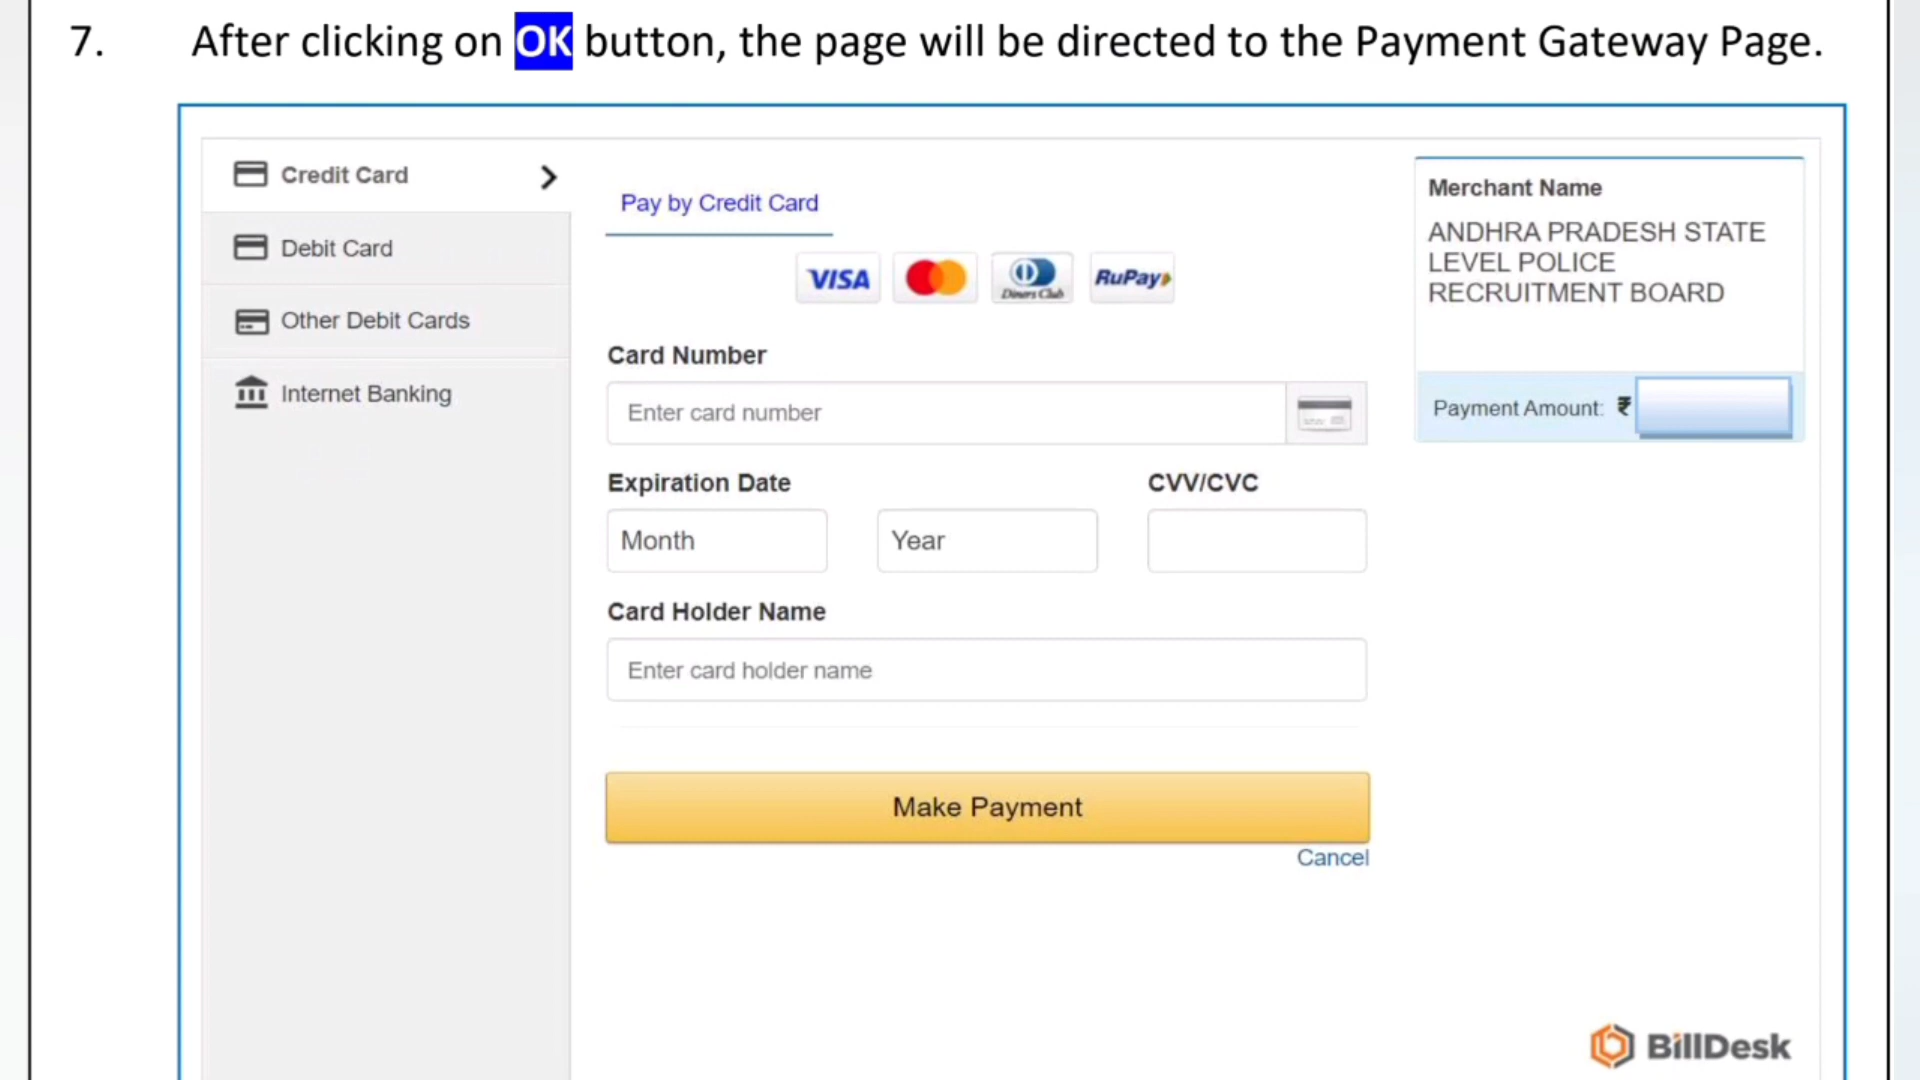 7. After clicking on OK button, the page will be directed to the Payment Gateway Page.
Credit Card
Debit Card
Other Debit Cards
Internet Banking
Pay by Credit Card
VISA
Diners Club
RuPay
Card Number
Enter card number
Expiration Date
CVV/CVC
Month
Year
Card Holder Name
Enter card holder name
Make Payment
Cancel
Merchant Name
ANDHRA PRADESH STATE
LEVEL POLICE
RECRUITMENT BOARD
Payment Amount: ₹
BillDesk